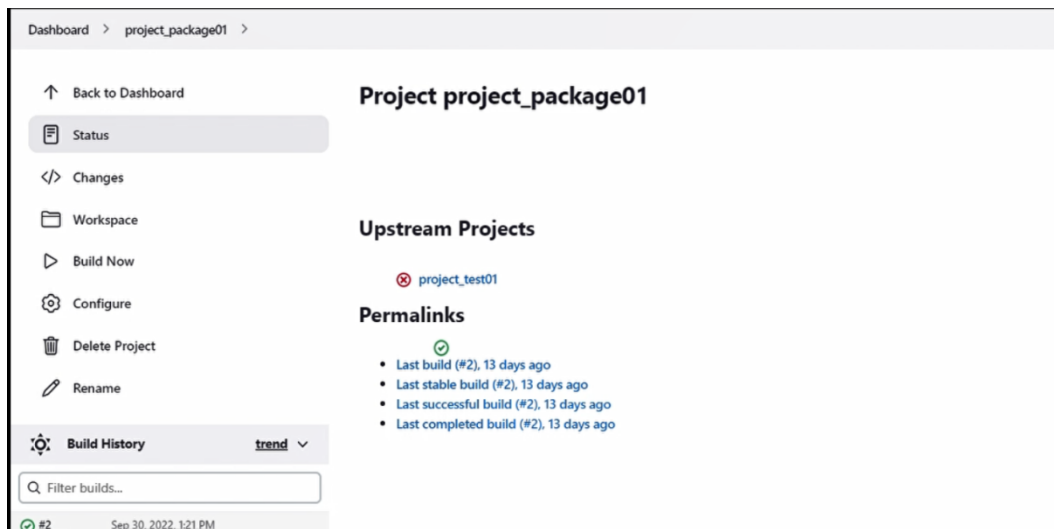 Dashboard > project_package01 >
Back to Dashboard
Status
Changes
Workspace
Build Now
Configure
Delete Project
Rename
Build History trend
Filter builds...
#2 Sep 30, 2022, 1:21 PM
Project project_package01
Upstream Projects
project_test01
Permalinks
Last build (#2), 13 days ago
Last stable build (#2), 13 days ago
Last successful build (#2), 13 days ago
Last completed build (#2), 13 days ago